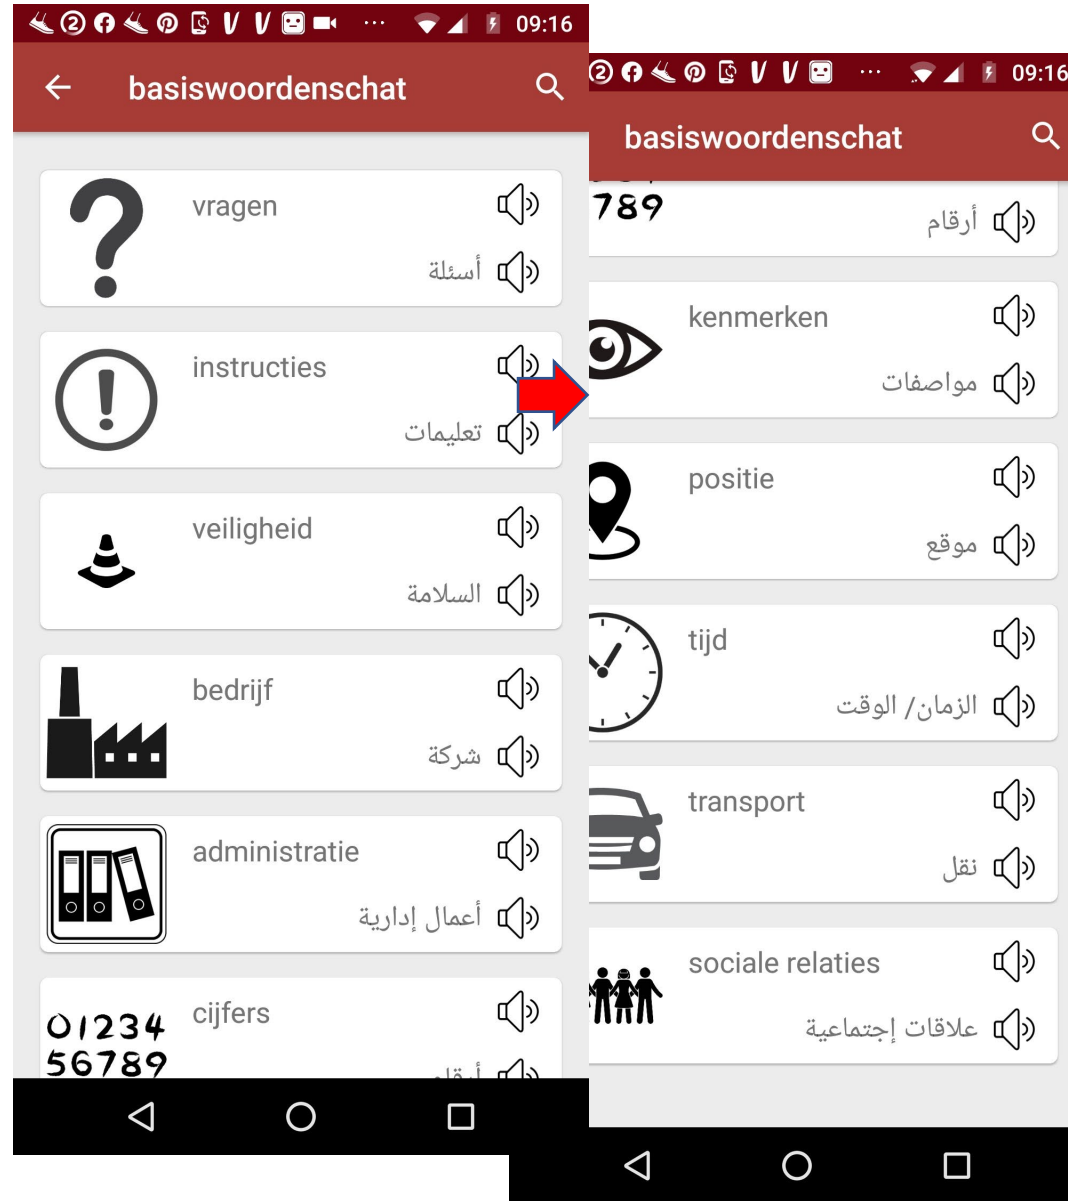 09:16
basiswoordenschat
vragen
أسئلة
instructies
تعليمات
veiligheid
السلامة
bedrijf
شركة
administratie
أعمال إدارية
01234
56789
cijfers
أرقام
09:16
basiswoordenschat
789
أرقام
kenmerken
مواصفات
positie
موقع
tijd
الزمان/ الوقت
transport
نقل
sociale relaties
علاقات إجتماعية